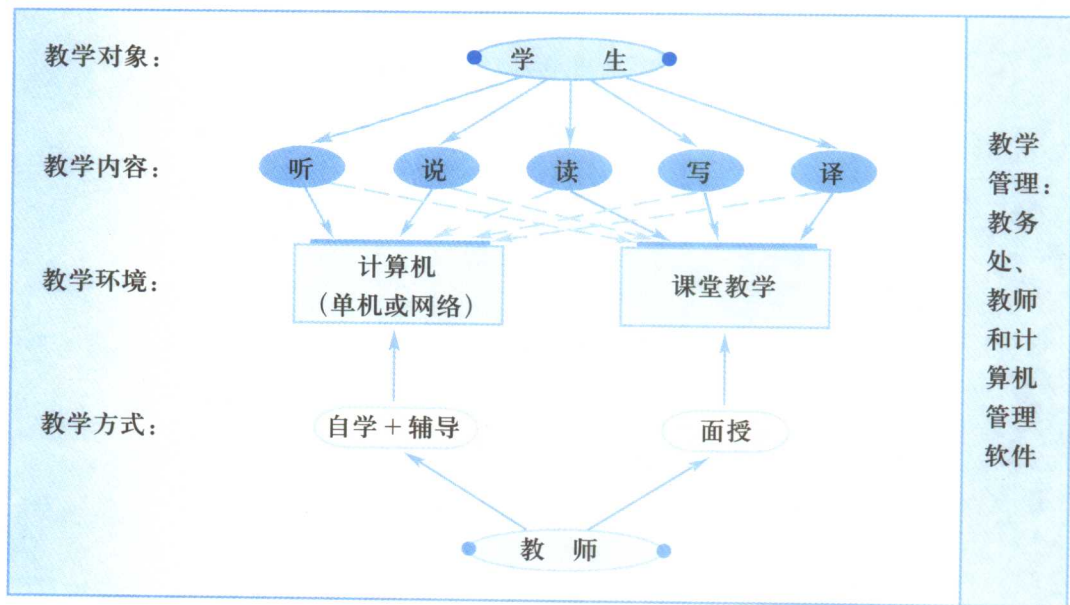 教学对象：
学 生
教学内容：
听 说 读 写 译
教学环境：
计算机
（单机或网络）
课堂教学
教学方式：
自学＋辅导
面授
教 师
教学
管理：
教务
处、
教师
和计
算机
管理
软件